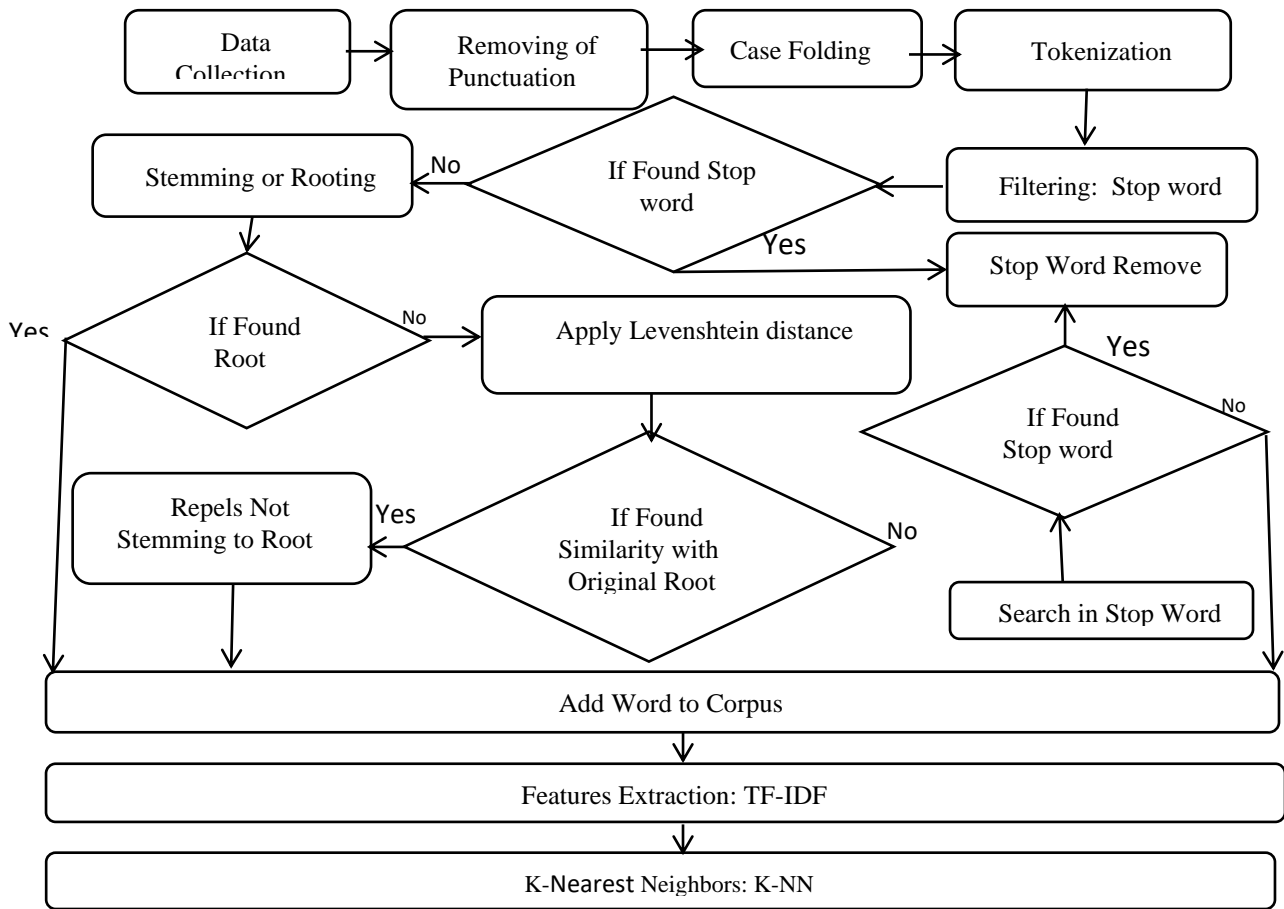 Data
Collection
Removing of
Punctuation
Case Folding
Tokenization
Stemming or Rooting
No
If Found Stop
word
Filtering: Stop word
Yes
Stop Word Remove
Yes
If Found
Root
No
Apply Levenshtein distance
Yes
If Found
Stop word
No
Repels Not
Stemming to Root
Yes
If Found
Similarity with
Original Root
No
Search in Stop Word
Add Word to Corpus
Features Extraction: TF-IDF
K-Nearest Neighbors: K-NN